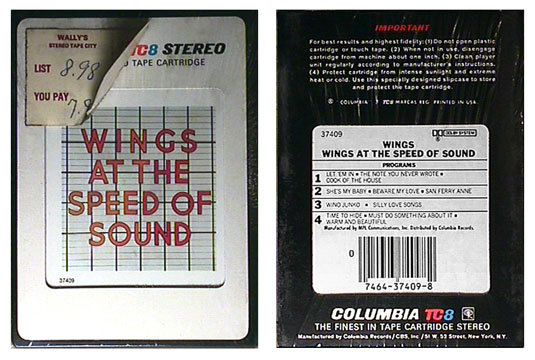 WALLY'S
STEREO TAPE CITY
LIST 8.98
YOU PAY 7.8
TC8 STEREO
TAPE CARTRIDGE
WINGS
AT THE
SPEED OF
SOUND
37409
IMPORTANT
For best results and highest fidelity: (1) Do not open plastic
cartridge or touch tape. (2) When not in use, disengage
cartridge from machine about one inch. (3) Clean player
unit regularly according to manufacturer's instructions.
(4) Protect cartridge from intense sunlight and extreme
heat or cold. Use this specially designed slipcase to store
and protect the tape cartridge.
® COLUMBIA TC8 MARCAS REG. PRINTED IN USA.
37409 DOLBY SYSTEM
®
WINGS
WINGS AT THE SPEED OF SOUND
PROGRAMS
1 LET 'EM IN • THE NOTE YOU NEVER WROTE •
COOK OF THE HOUSE
2 SHE'S MY BABY • BEWARE MY LOVE • SAN FERRY ANNE
3 WINO JUNKO • SILLY LOVE SONGS
4 TIME TO HIDE • MUST DO SOMETHING ABOUT IT •
WARM AND BEAUTIFUL
Manufactured by MPL Communications, Inc. Distributed by Columbia Records.
0
7464-37409-8
COLUMBIA TC8
THE FINEST IN TAPE CARTRIDGE STEREO
Manufactured by Columbia Records/CBS, Inc./51 W. 52 Street, New York, N.Y.